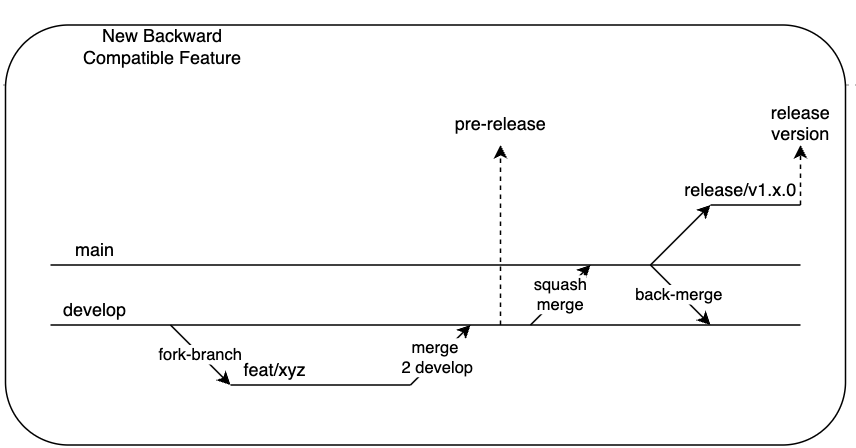 New Backward
Compatible Feature
release
version
pre-release
release/v1.x.0
main
squash
merge
back-merge
develop
fork-branch
merge
2 develop
feat/xyz